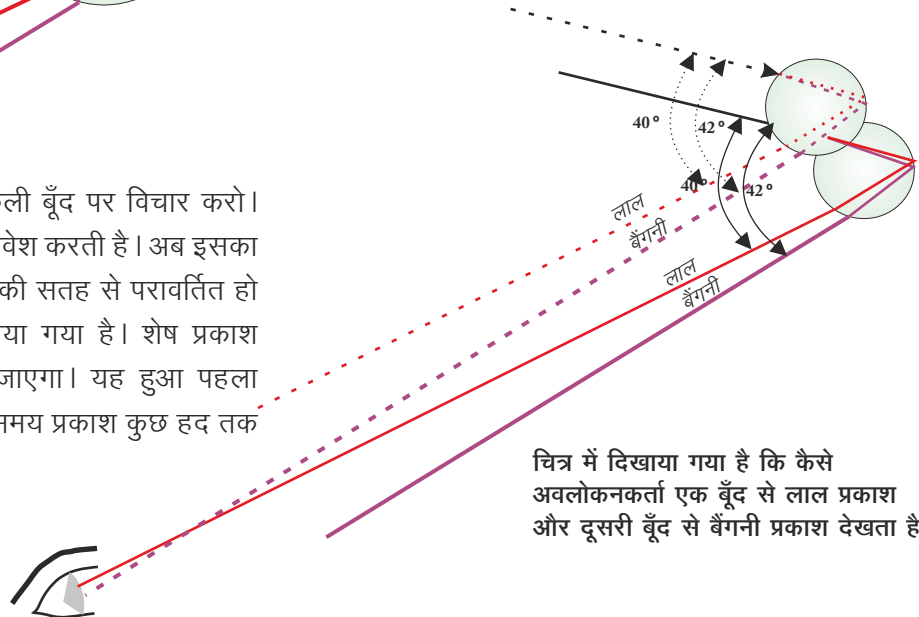 40°
42°
40°
42°
लाल
बैंगनी
लाल
बैंगनी
बूँद पर विचार करो।
करती है। अब इसका
की सतह से परावर्तित हो
गया है। शेष प्रकाश
जाएगा। यह हुआ पहला
समय प्रकाश कुछ हद तक
चित्र में दिखाया गया है कि कैसे
अवलोकनकर्ता एक बूँद से लाल प्रकाश
और दूसरी बूँद से बैंगनी प्रकाश देखता है